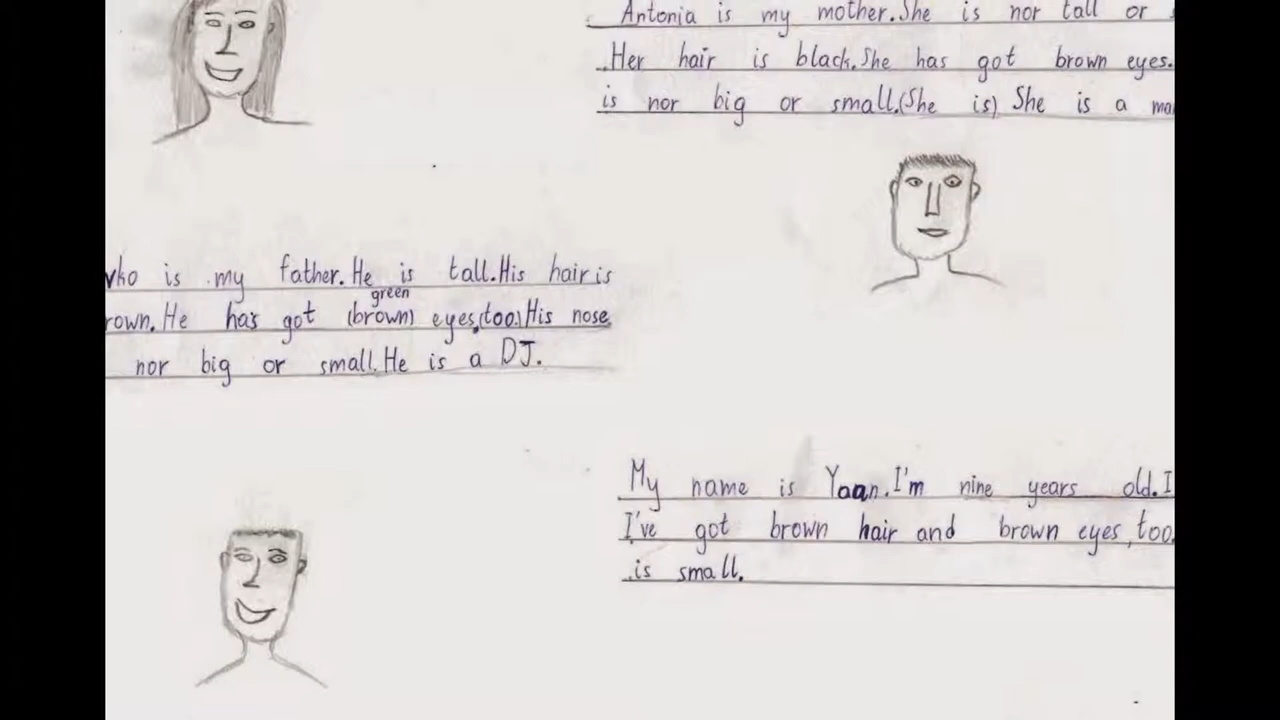 Antonia is my mother. She is nor tall or
Her hair is black. She has got brown eyes.
is nor big or small. (She is) She is a
is my father. He is tall. His hair is
green
He has got (brown) eyes, (too.) His nose
nor big or small. He is a DJ.
My name is Yoan. I'm nine years old. I
I've got brown hair and brown eyes, too.
is small.